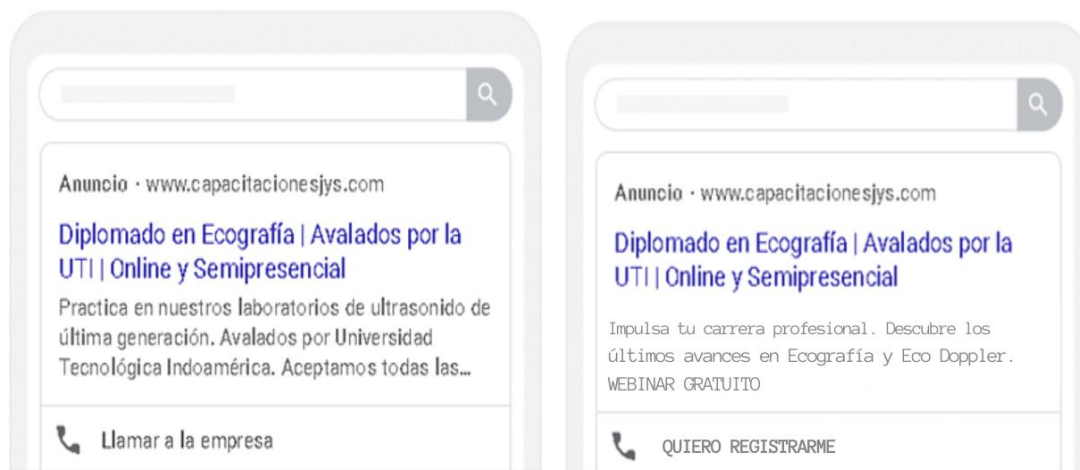 Anuncio · www.capacitacionesjys.com
Diplomado en Ecografía | Avalados por la
UTI | Online y Semipresencial
Practica en nuestros laboratorios de ultrasonido de
última generación. Avalados por Universidad
Tecnológica Indoamérica. Aceptamos todas las...
Llamar a la empresa
Anuncio · www.capacitacionesjys.com
Diplomado en Ecografía | Avalados por la
UTI | Online y Semipresencial
Impulsa tu carrera profesional. Descubre los
últimos avances en Ecografía y Eco Doppler.
WEBINAR GRATUITO
QUIERO REGISTRARME